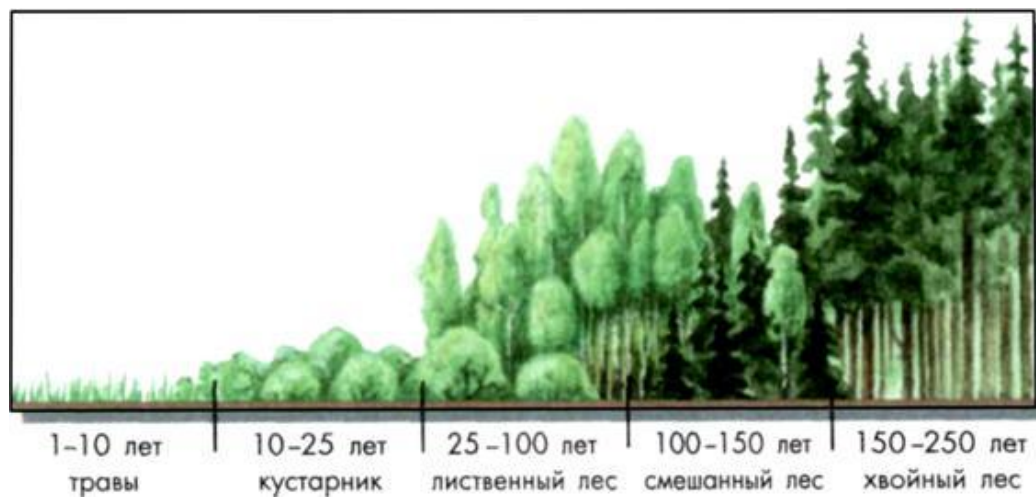 1–10 лет
травы
10–25 лет
кустарник
25–100 лет
лиственный лес
100–150 лет
смешанный лес
150–250 лет
хвойный лес